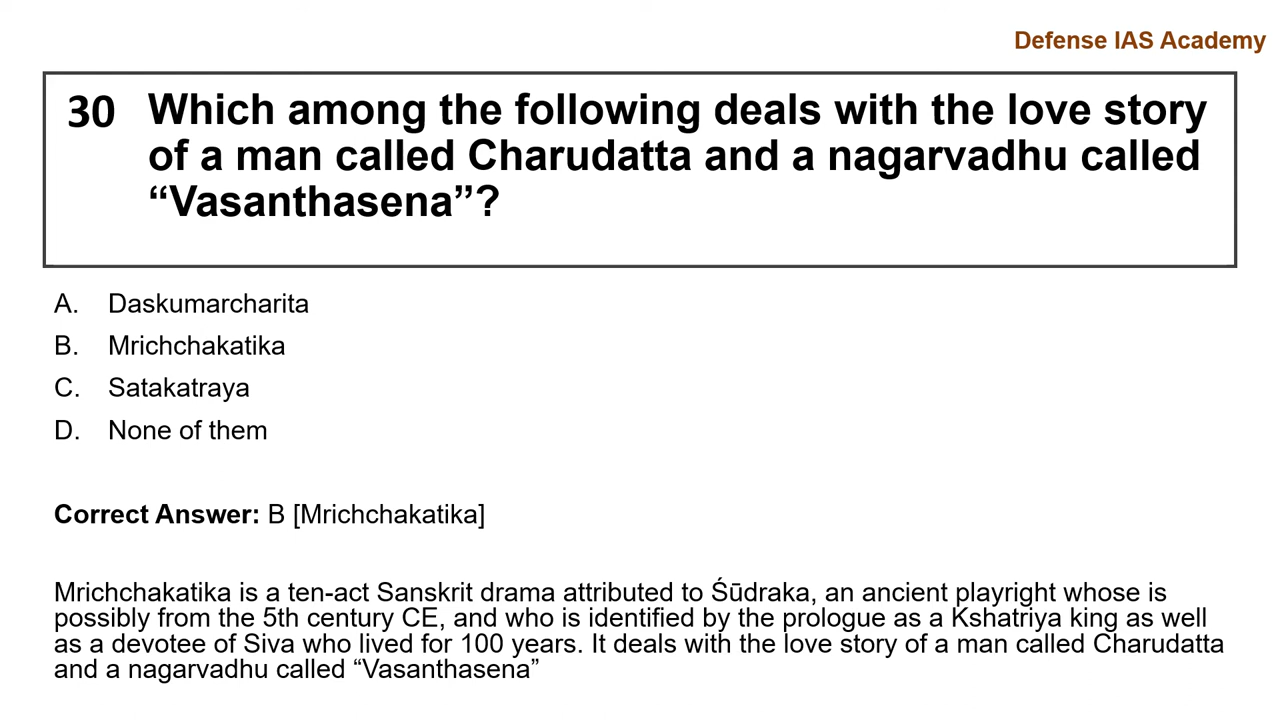 Defense IAS Academy
30 Which among the following deals with the love story
of a man called Charudatta and a nagarvadhu called
“Vasanthasena”?
A. Daskumarcharita
B. Mrichchakatika
C. Satakatraya
D. None of them
Correct Answer: B [Mrichchakatika]
Mrichchakatika is a ten-act Sanskrit drama attributed to Śūdraka, an ancient playright whose is
possibly from the 5th century CE, and who is identified by the prologue as a Kshatriya king as well
as a devotee of Siva who lived for 100 years. It deals with the love story of a man called Charudatta
and a nagarvadhu called “Vasanthasena”